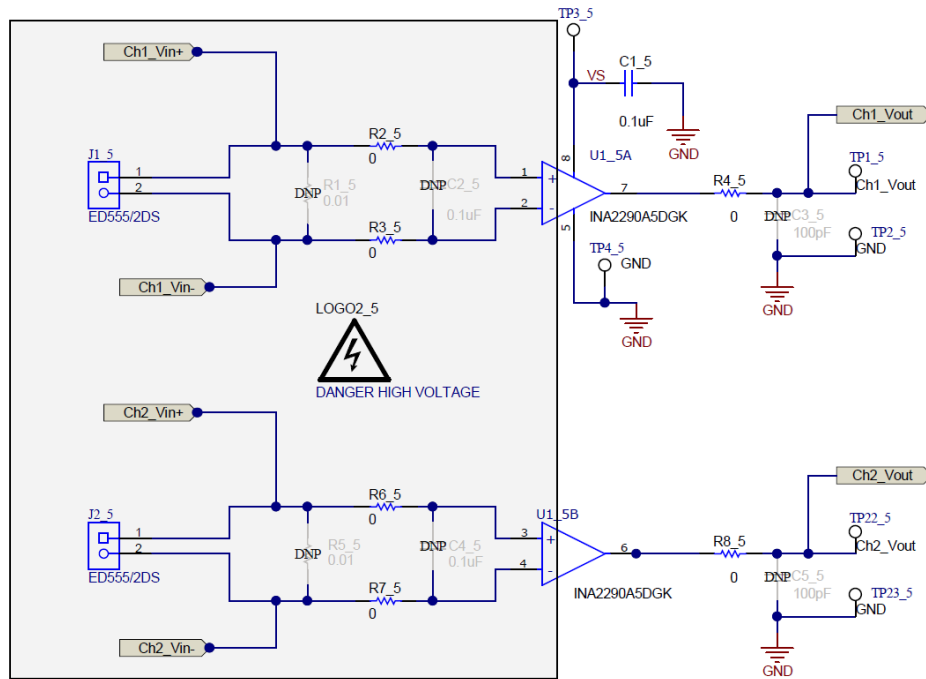 TP3_5
Ch1_Vin+
C1_5
VS
0.1uF
GND
Ch1_Vout
J1_5
1
2
ED555/2DS
R2_5
0
DNP
R1_5
0.01
DNP
C2_5
0.1uF
R3_5
0
1
+
2
-
8
5
U1_5A
7
INA2290A5DGK
R4_5
0
TP1_5
Ch1_Vout
DNP
C3_5
100pF
TP2_5
GND
GND
TP4_5
GND
GND
Ch1_Vin-
LOGO2_5
DANGER HIGH VOLTAGE
Ch2_Vin+
Ch2_Vout
J2_5
1
2
ED555/2DS
R6_5
0
DNP
R5_5
0.01
DNP
C4_5
0.1uF
R7_5
0
U1_5B
3
+
4
-
6
INA2290A5DGK
R8_5
0
TP22_5
Ch2_Vout
DNP
C5_5
100pF
TP23_5
GND
GND
Ch2_Vin-